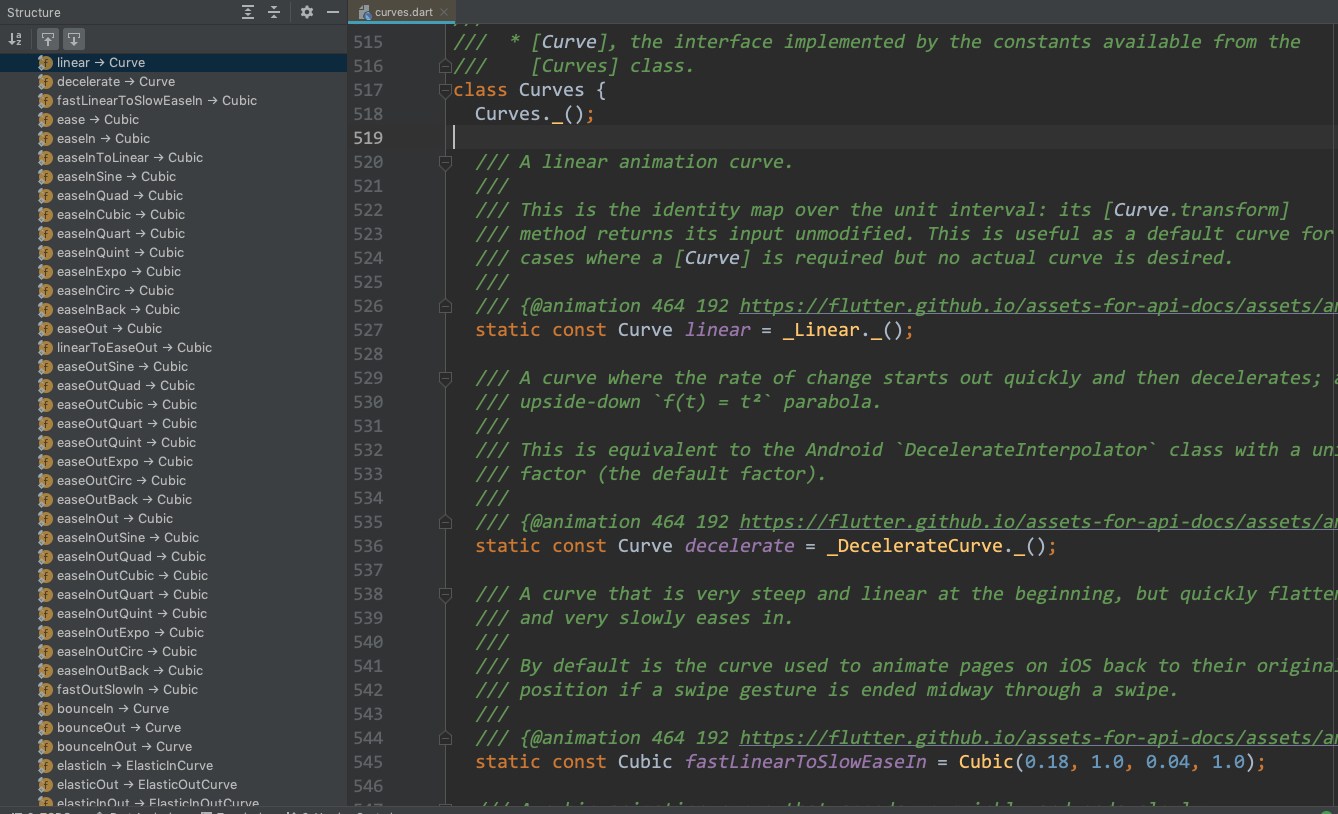 Structure
linear → Curve
decelerate → Curve
fastLinearToSlowEaseIn → Cubic
ease → Cubic
easeIn → Cubic
easeInToLinear → Cubic
easeInSine → Cubic
easeInQuad → Cubic
easeInCubic → Cubic
easeInQuart → Cubic
easeInQuint → Cubic
easeInExpo → Cubic
easeInCirc → Cubic
easeInBack → Cubic
easeOut → Cubic
linearToEaseOut → Cubic
easeOutSine → Cubic
easeOutQuad → Cubic
easeOutCubic → Cubic
easeOutQuart → Cubic
easeOutQuint → Cubic
easeOutExpo → Cubic
easeOutCirc → Cubic
easeOutBack → Cubic
easeInOut → Cubic
easeInOutSine → Cubic
easeInOutQuad → Cubic
easeInOutCubic → Cubic
easeInOutQuart → Cubic
easeInOutQuint → Cubic
easeInOutExpo → Cubic
easeInOutCirc → Cubic
easeInOutBack → Cubic
fastOutSlowIn → Cubic
bounceIn → Curve
bounceOut → Curve
bounceInOut → Curve
elasticIn → ElasticInCurve
elasticOut → ElasticOutCurve
elasticInOut → ElasticInOutCurve
curves.dart
515 /// * [Curve], the interface implemented by the constants available from the
516 /// [Curves] class.
517 class Curves {
518 Curves._();
519
520 /// A linear animation curve.
521 ///
522 /// This is the identity map over the unit interval: its [Curve.transform]
523 /// method returns its input unmodified. This is useful as a default curve for
524 /// cases where a [Curve] is required but no actual curve is desired.
525 ///
526 /// {@animation 464 192 https://flutter.github.io/assets-for-api-docs/assets/an
527 static const Curve linear = _Linear._();
528
529 /// A curve where the rate of change starts out quickly and then decelerates; a
530 /// upside-down `f(t) = t²` parabola.
531 ///
532 /// This is equivalent to the Android `DecelerateInterpolator` class with a uni
533 /// factor (the default factor).
534 ///
535 /// {@animation 464 192 https://flutter.github.io/assets-for-api-docs/assets/an
536 static const Curve decelerate = _DecelerateCurve._();
537
538 /// A curve that is very steep and linear at the beginning, but quickly flatten
539 /// and very slowly eases in.
540 ///
541 /// By default is the curve used to animate pages on iOS back to their original
542 /// position if a swipe gesture is ended midway through a swipe.
543 ///
544 /// {@animation 464 192 https://flutter.github.io/assets-for-api-docs/assets/an
545 static const Cubic fastLinearToSlowEaseIn = Cubic(0.18, 1.0, 0.04, 1.0);
546